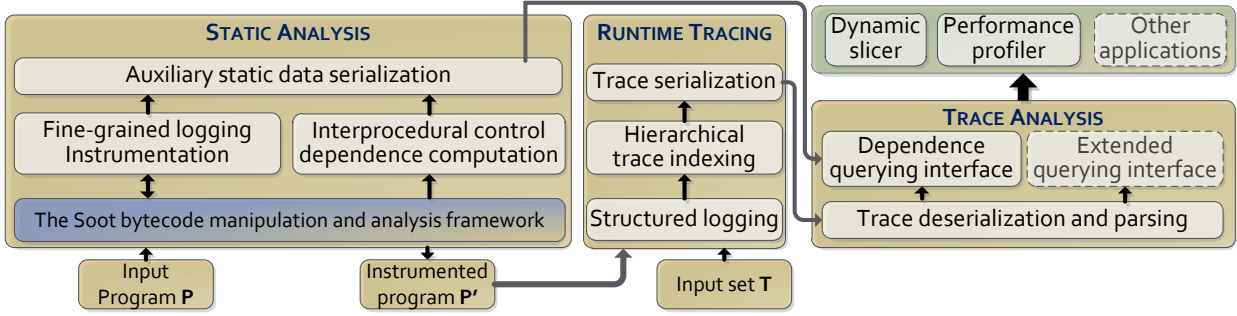 STATIC ANALYSIS
Auxiliary static data serialization
Fine-grained logging
Instrumentation
Interprocedural control
dependence computation
The Soot bytecode manipulation and analysis framework
Input
Program P
Instrumented
program P'
RUNTIME TRACING
Trace serialization
Hierarchical
trace indexing
Structured logging
Input set T
Dynamic
slicer
Performance
profiler
Other
applications
TRACE ANALYSIS
Dependence
querying interface
Extended
querying interface
Trace deserialization and parsing